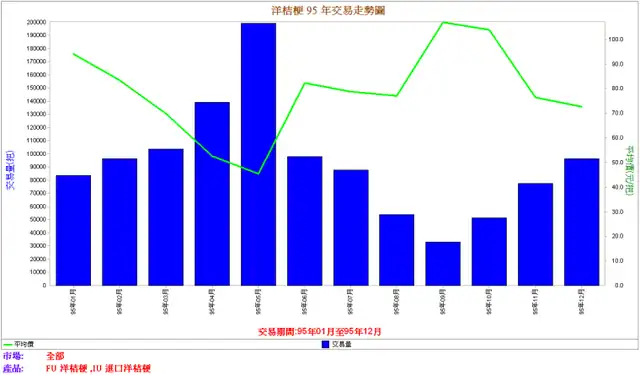 洋桔梗 95 年交易走勢圖
200000
190000
180000
170000
160000
150000
140000
130000
120000
110000
100000
90000
80000
70000
60000
50000
40000
30000
20000
10000
0
交易量(把)
100.0
90.0
80.0
70.0
60.0
50.0
40.0
30.0
20.0
10.0
0.0
平均價(元/把)
95年01月
95年02月
95年03月
95年04月
95年05月
95年06月
95年07月
95年08月
95年09月
95年10月
95年11月
95年12月
交易期間:95年01月至95年12月
平均價 交易量
市場: 全部
產品: FU 洋桔梗 ,IU 進口洋桔梗